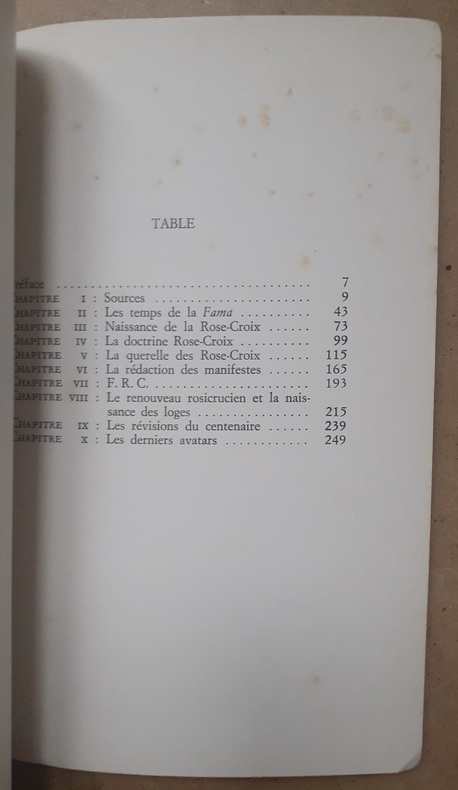 TABLE
réface .................................... 7
CHAPITRE I : Sources ........................ 9
CHAPITRE II : Les temps de la Fama .......... 43
CHAPITRE III : Naissance de la Rose-Croix ...... 73
CHAPITRE IV : La doctrine Rose-Croix .......... 99
CHAPITRE V : La querelle des Rose-Croix ...... 115
CHAPITRE VI : La rédaction des manifestes ...... 165
CHAPITRE VII : F. R. C. ....................... 193
CHAPITRE VIII : Le renouveau rosicrucien et la nais-
sance des loges ................ 215
CHAPITRE IX : Les révisions du centenaire ...... 239
CHAPITRE X : Les derniers avatars ............ 249